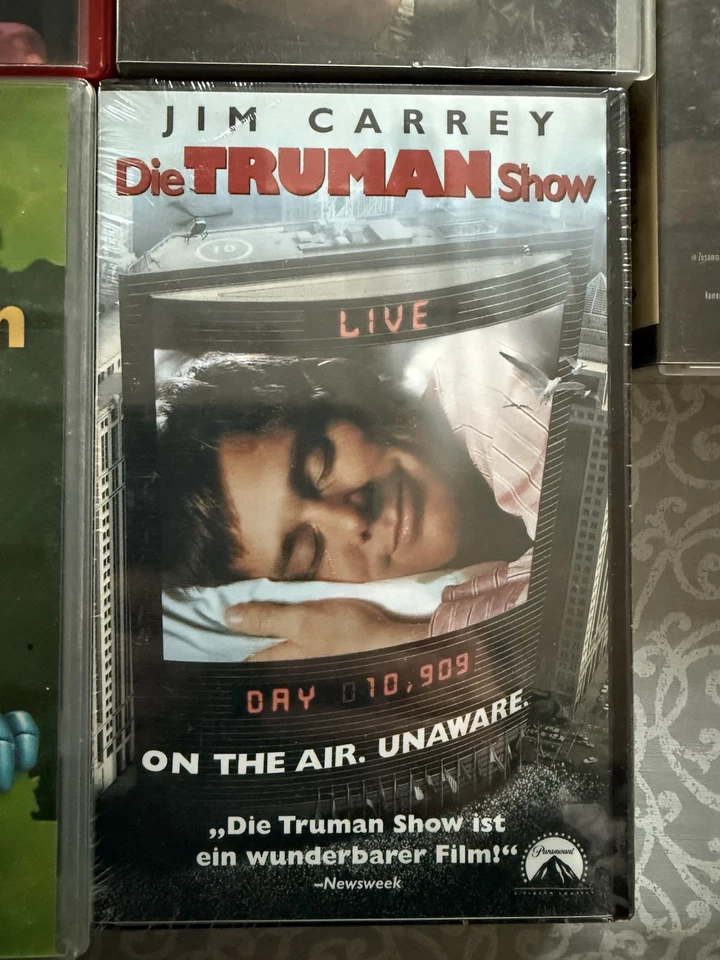 JIM CARREY
Die TRUMAN Show
10
LIVE
DAY 10,909
ON THE AIR. UNAWARE.
„Die Truman Show ist
ein wunderbarer Film!“
–Newsweek
Paramount
n